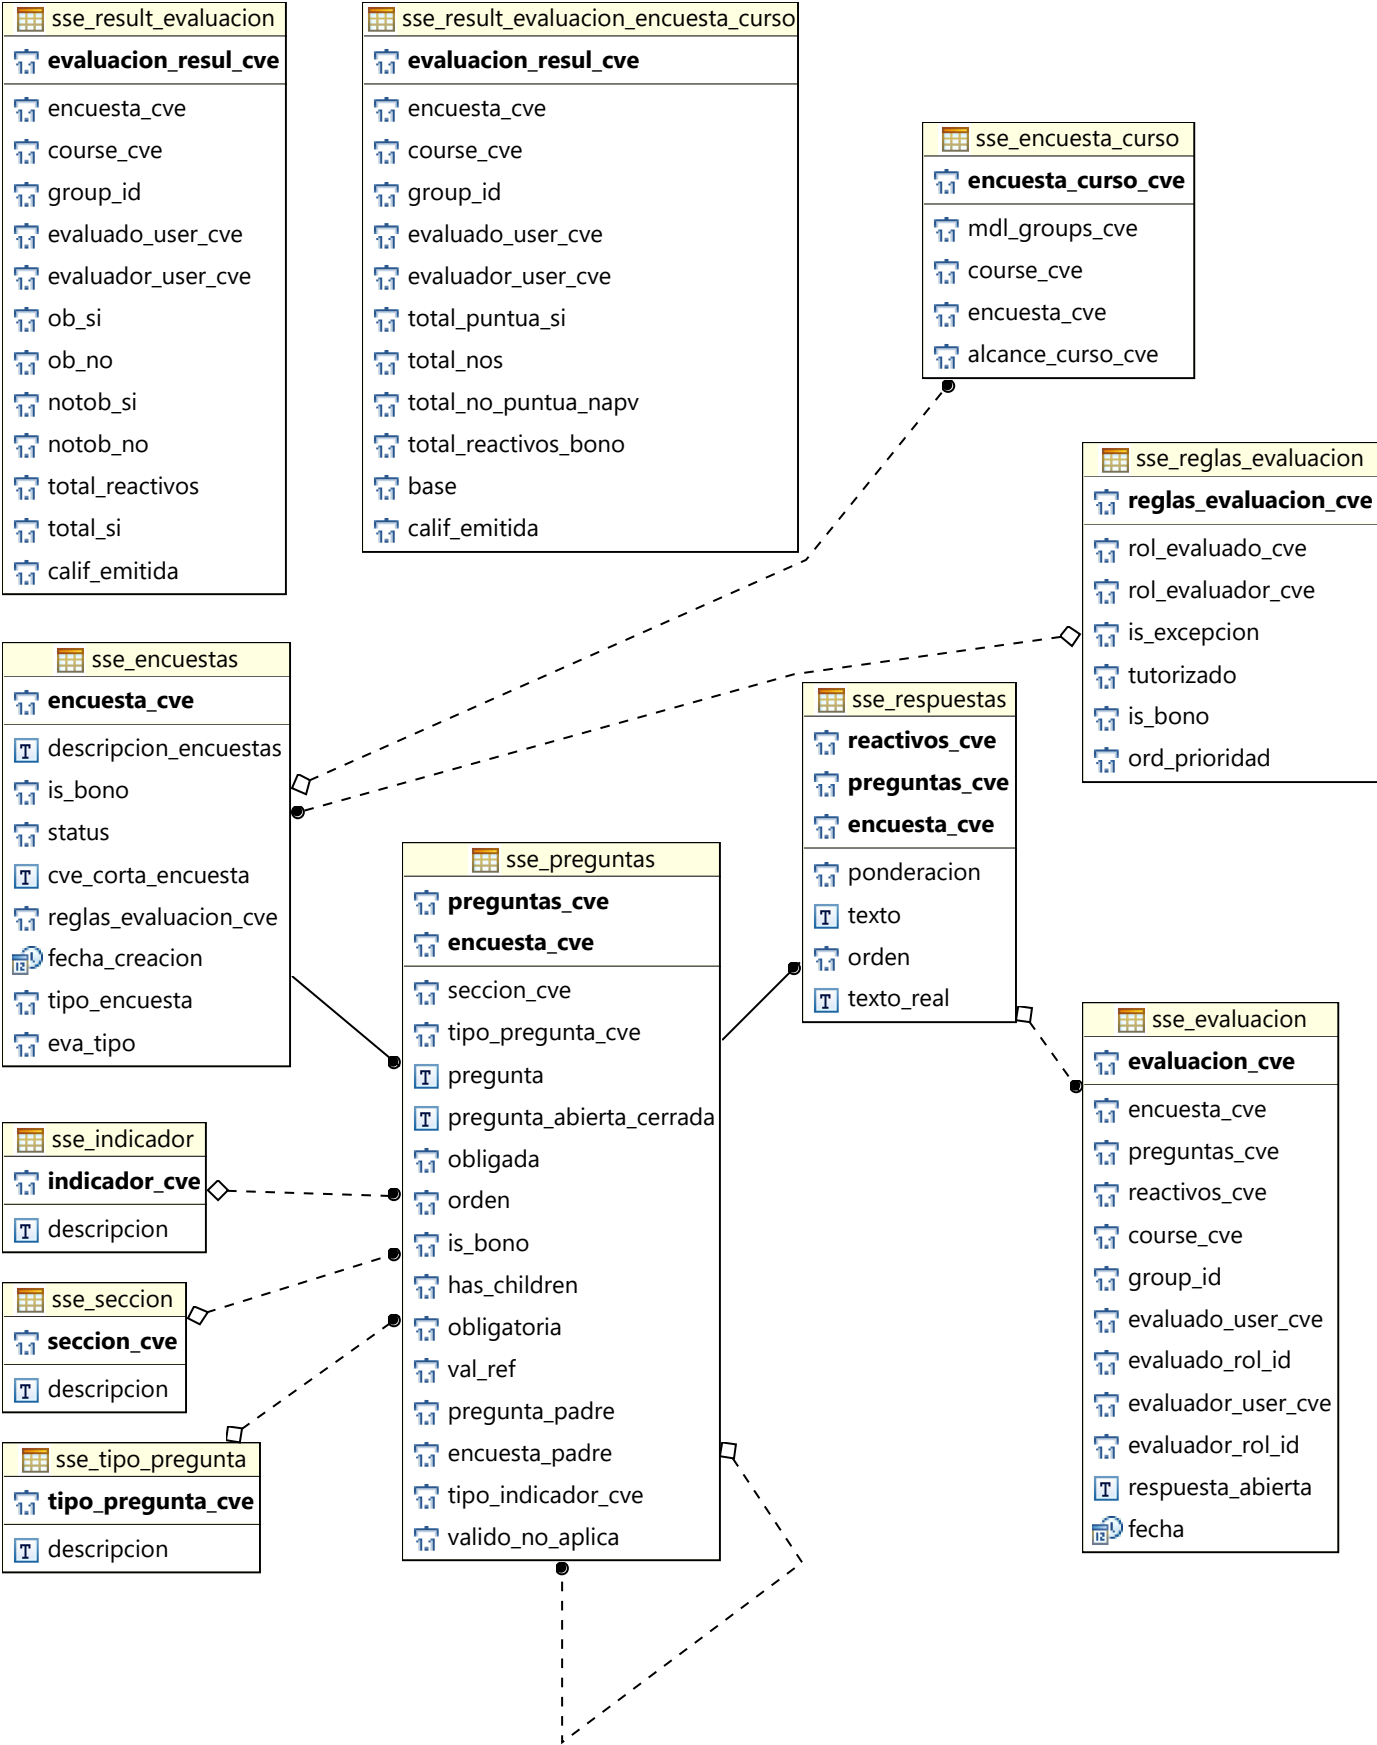 sse_result_evaluacion
evaluacion_resul_cve
encuesta_cve
course_cve
group_id
evaluado_user_cve
evaluador_user_cve
ob_si
ob_no
notob_si
notob_no
total_reactivos
total_si
calif_emitida
sse_result_evaluacion_encuesta_curso
evaluacion_resul_cve
encuesta_cve
course_cve
group_id
evaluado_user_cve
evaluador_user_cve
total_puntua_si
total_nos
total_no_puntua_napv
total_reactivos_bono
base
calif_emitida
sse_encuesta_curso
encuesta_curso_cve
mdl_groups_cve
course_cve
encuesta_cve
alcance_curso_cve
sse_reglas_evaluacion
reglas_evaluacion_cve
rol_evaluado_cve
rol_evaluador_cve
is_excepcion
tutorizado
is_bono
ord_prioridad
sse_encuestas
encuesta_cve
descripcion_encuestas
is_bono
status
cve_corta_encuesta
reglas_evaluacion_cve
fecha_creacion
tipo_encuesta
eva_tipo
sse_respuestas
reactivos_cve
preguntas_cve
encuesta_cve
ponderacion
texto
orden
texto_real
sse_preguntas
preguntas_cve
encuesta_cve
seccion_cve
tipo_pregunta_cve
pregunta
pregunta_abierta_cerrada
obligada
orden
is_bono
has_children
obligatoria
val_ref
pregunta_padre
encuesta_padre
tipo_indicador_cve
valido_no_aplica
sse_evaluacion
evaluacion_cve
encuesta_cve
preguntas_cve
reactivos_cve
course_cve
group_id
evaluado_user_cve
evaluado_rol_id
evaluador_user_cve
evaluador_rol_id
respuesta_abierta
fecha
sse_indicador
indicador_cve
descripcion
sse_seccion
seccion_cve
descripcion
sse_tipo_pregunta
tipo_pregunta_cve
descripcion